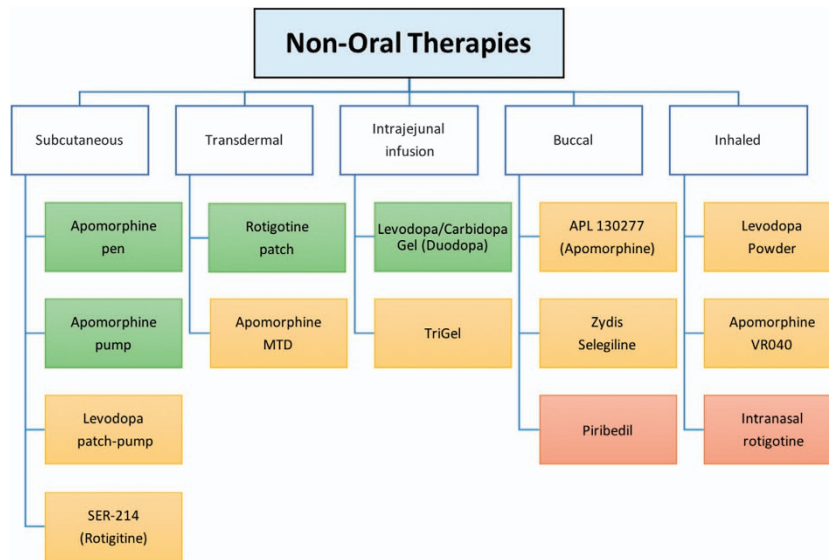 Non-Oral Therapies
Subcutaneous
Transdermal
Intrajejunal
infusion
Buccal
Inhaled
Apomorphine
pen
Rotigotine
patch
Levodopa/Carbidopa
Gel (Duodopa)
APL 130277
(Apomorphine)
Levodopa
Powder
Apomorphine
pump
Apomorphine
MTD
TriGel
Zydis
Selegiline
Apomorphine
VR040
Levodopa
patch-pump
Piribedil
Intranasal
rotigotine
SER-214
(Rotigitine)